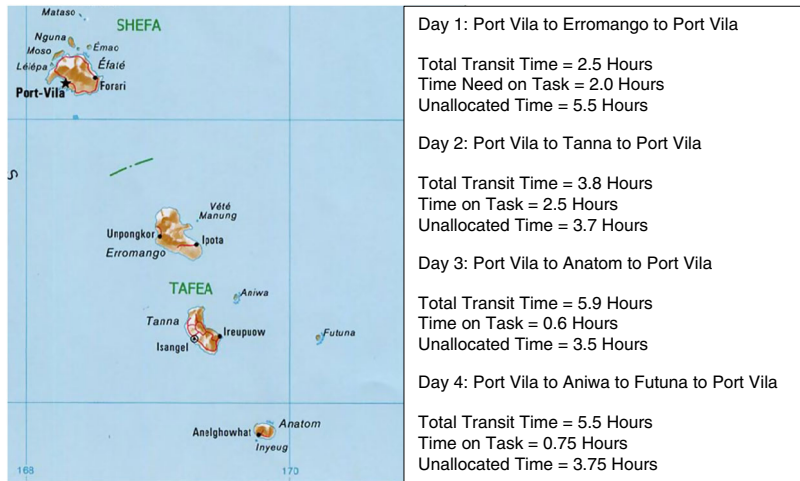 Mataso
SHEFA
Nguna
Émao
Moso
Éfaté
Lélépa
Forari
Port-Vila
S
Vété
Manung
Unpongkor
Ipota
Erromango
TAFEA
Aniwa
Tanna
Ireupuow
Futuna
Isangel
Anatom
Anelghowhat
Inyeug
168
170
Day 1: Port Vila to Erromango to Port Vila
Total Transit Time = 2.5 Hours
Time Need on Task = 2.0 Hours
Unallocated Time = 5.5 Hours
Day 2: Port Vila to Tanna to Port Vila
Total Transit Time = 3.8 Hours
Time on Task = 2.5 Hours
Unallocated Time = 3.7 Hours
Day 3: Port Vila to Anatom to Port Vila
Total Transit Time = 5.9 Hours
Time on Task = 0.6 Hours
Unallocated Time = 3.5 Hours
Day 4: Port Vila to Aniwa to Futuna to Port Vila
Total Transit Time = 5.5 Hours
Time on Task = 0.75 Hours
Unallocated Time = 3.75 Hours